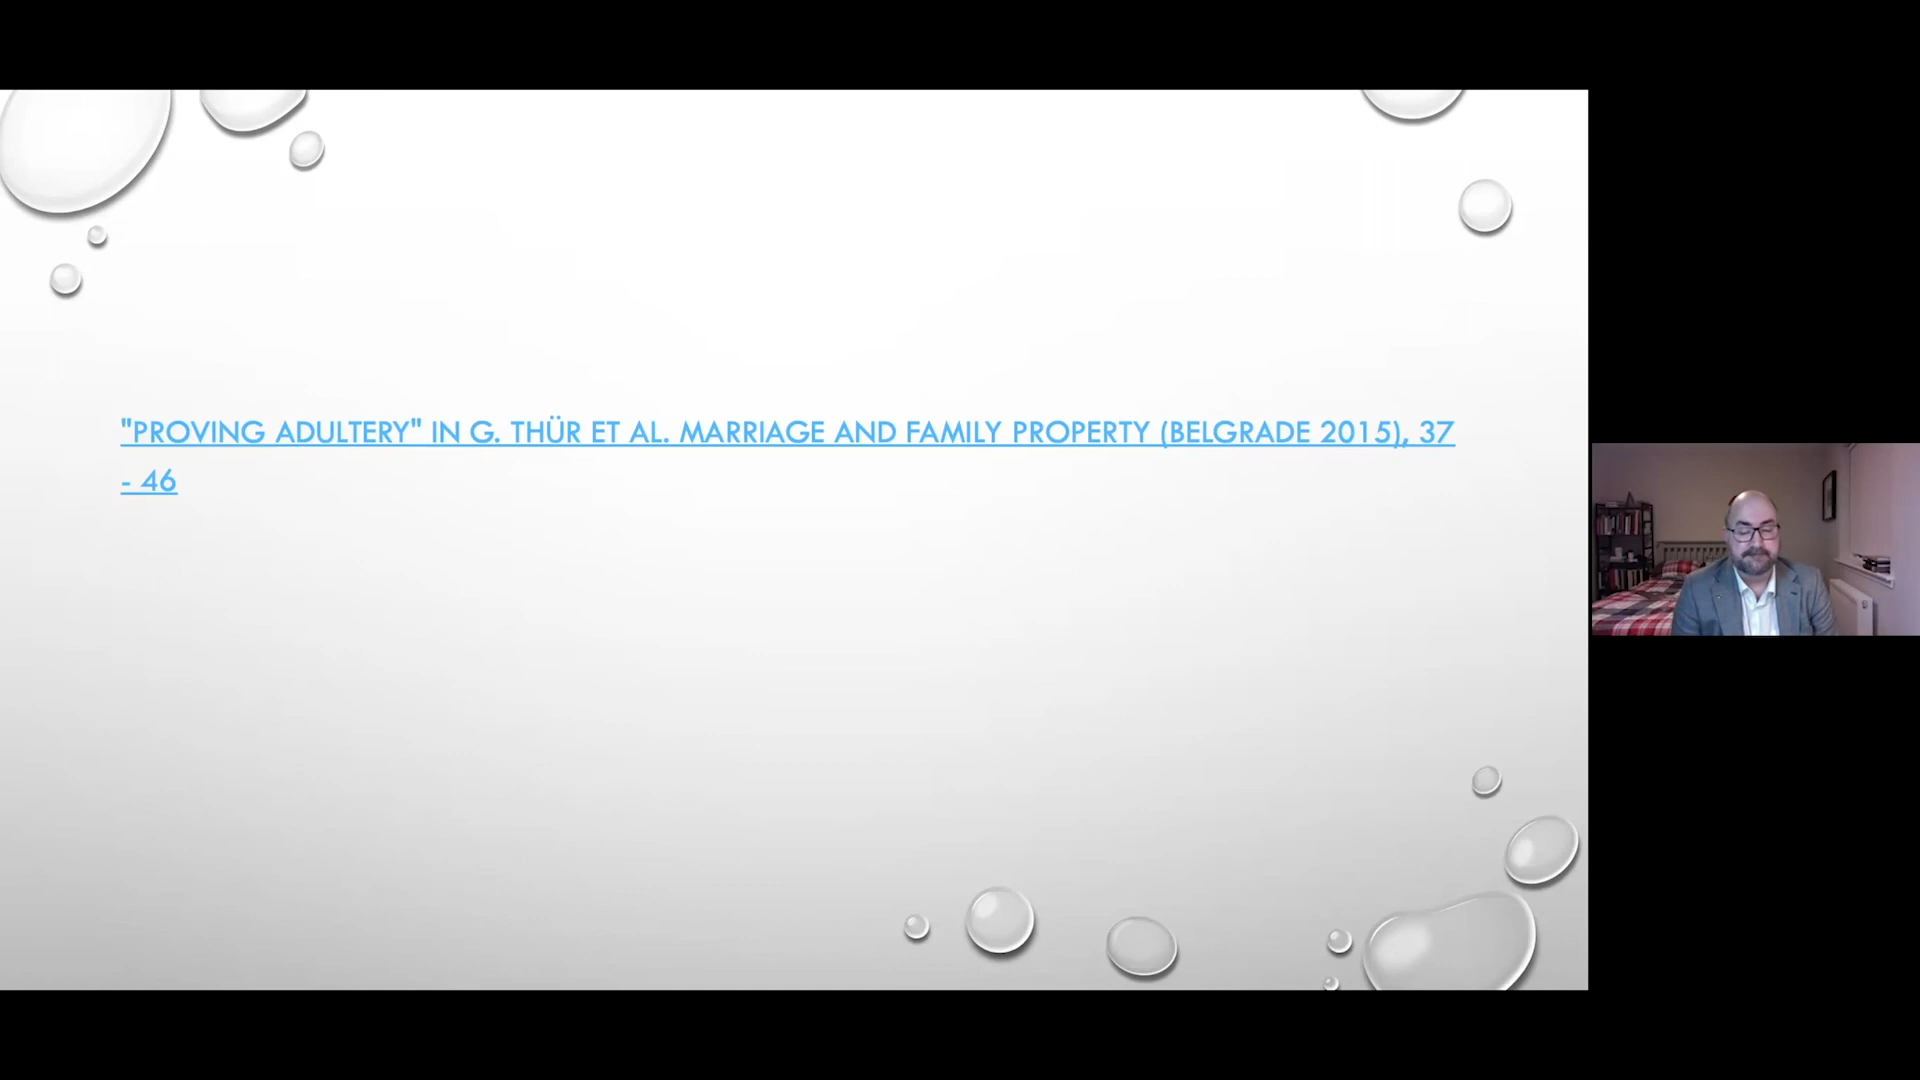 "PROVING ADULTERY" IN G. THÜR ET AL. MARRIAGE AND FAMILY PROPERTY (BELGRADE 2015), 37
- 46